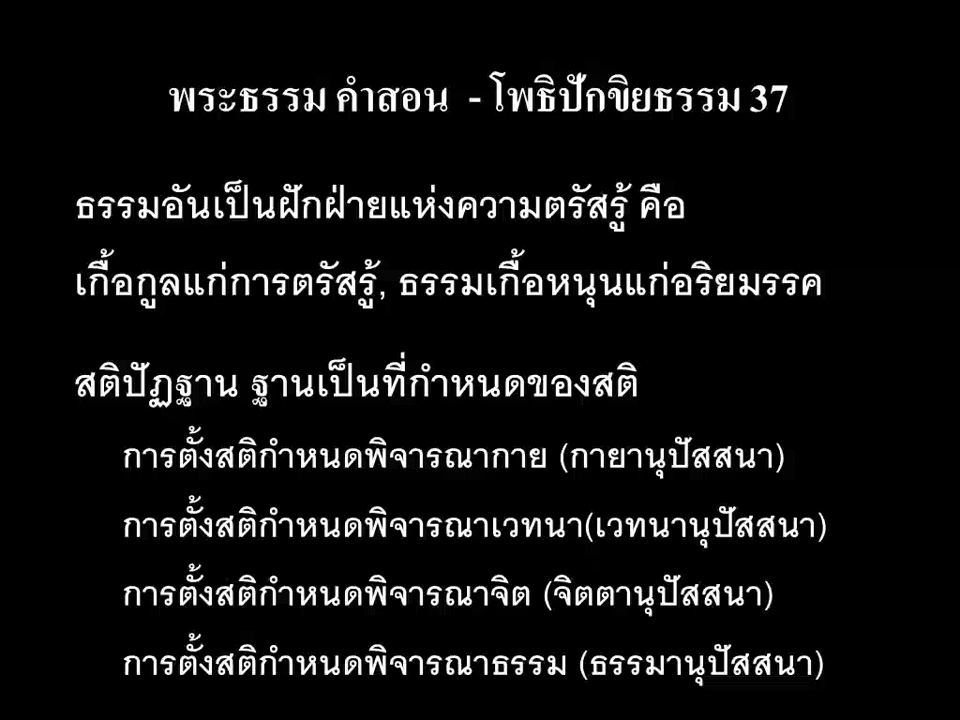 พระธรรม คำสอน - โพธิปักขิยธรรม 37
ธรรมอันเป็นฝักฝ่ายแห่งความตรัสรู้ คือ
เกื้อกูลแก่การตรัสรู้, ธรรมเกื้อหนุนแก่อริยมรรค
สติปัฏฐาน ฐานเป็นที่กำหนดของสติ
การตั้งสติกำหนดพิจารณากาย (กายานุปัสสนา)
การตั้งสติกำหนดพิจารณาเวทนา(เวทนานุปัสสนา)
การตั้งสติกำหนดพิจารณาจิต (จิตตานุปัสสนา)
การตั้งสติกำหนดพิจารณาธรรม (ธรรมานุปัสสนา)